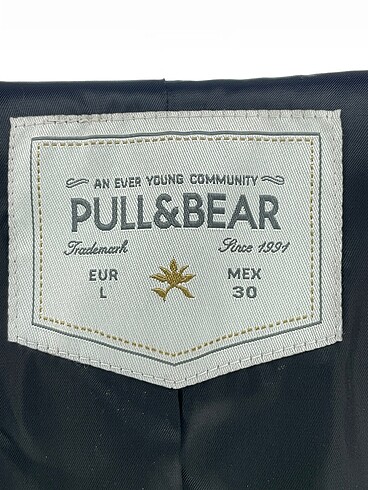 AN EVER YOUNG COMMUNITY
PULL&BEAR
Trademark Since 1991
EUR MEX
L 30